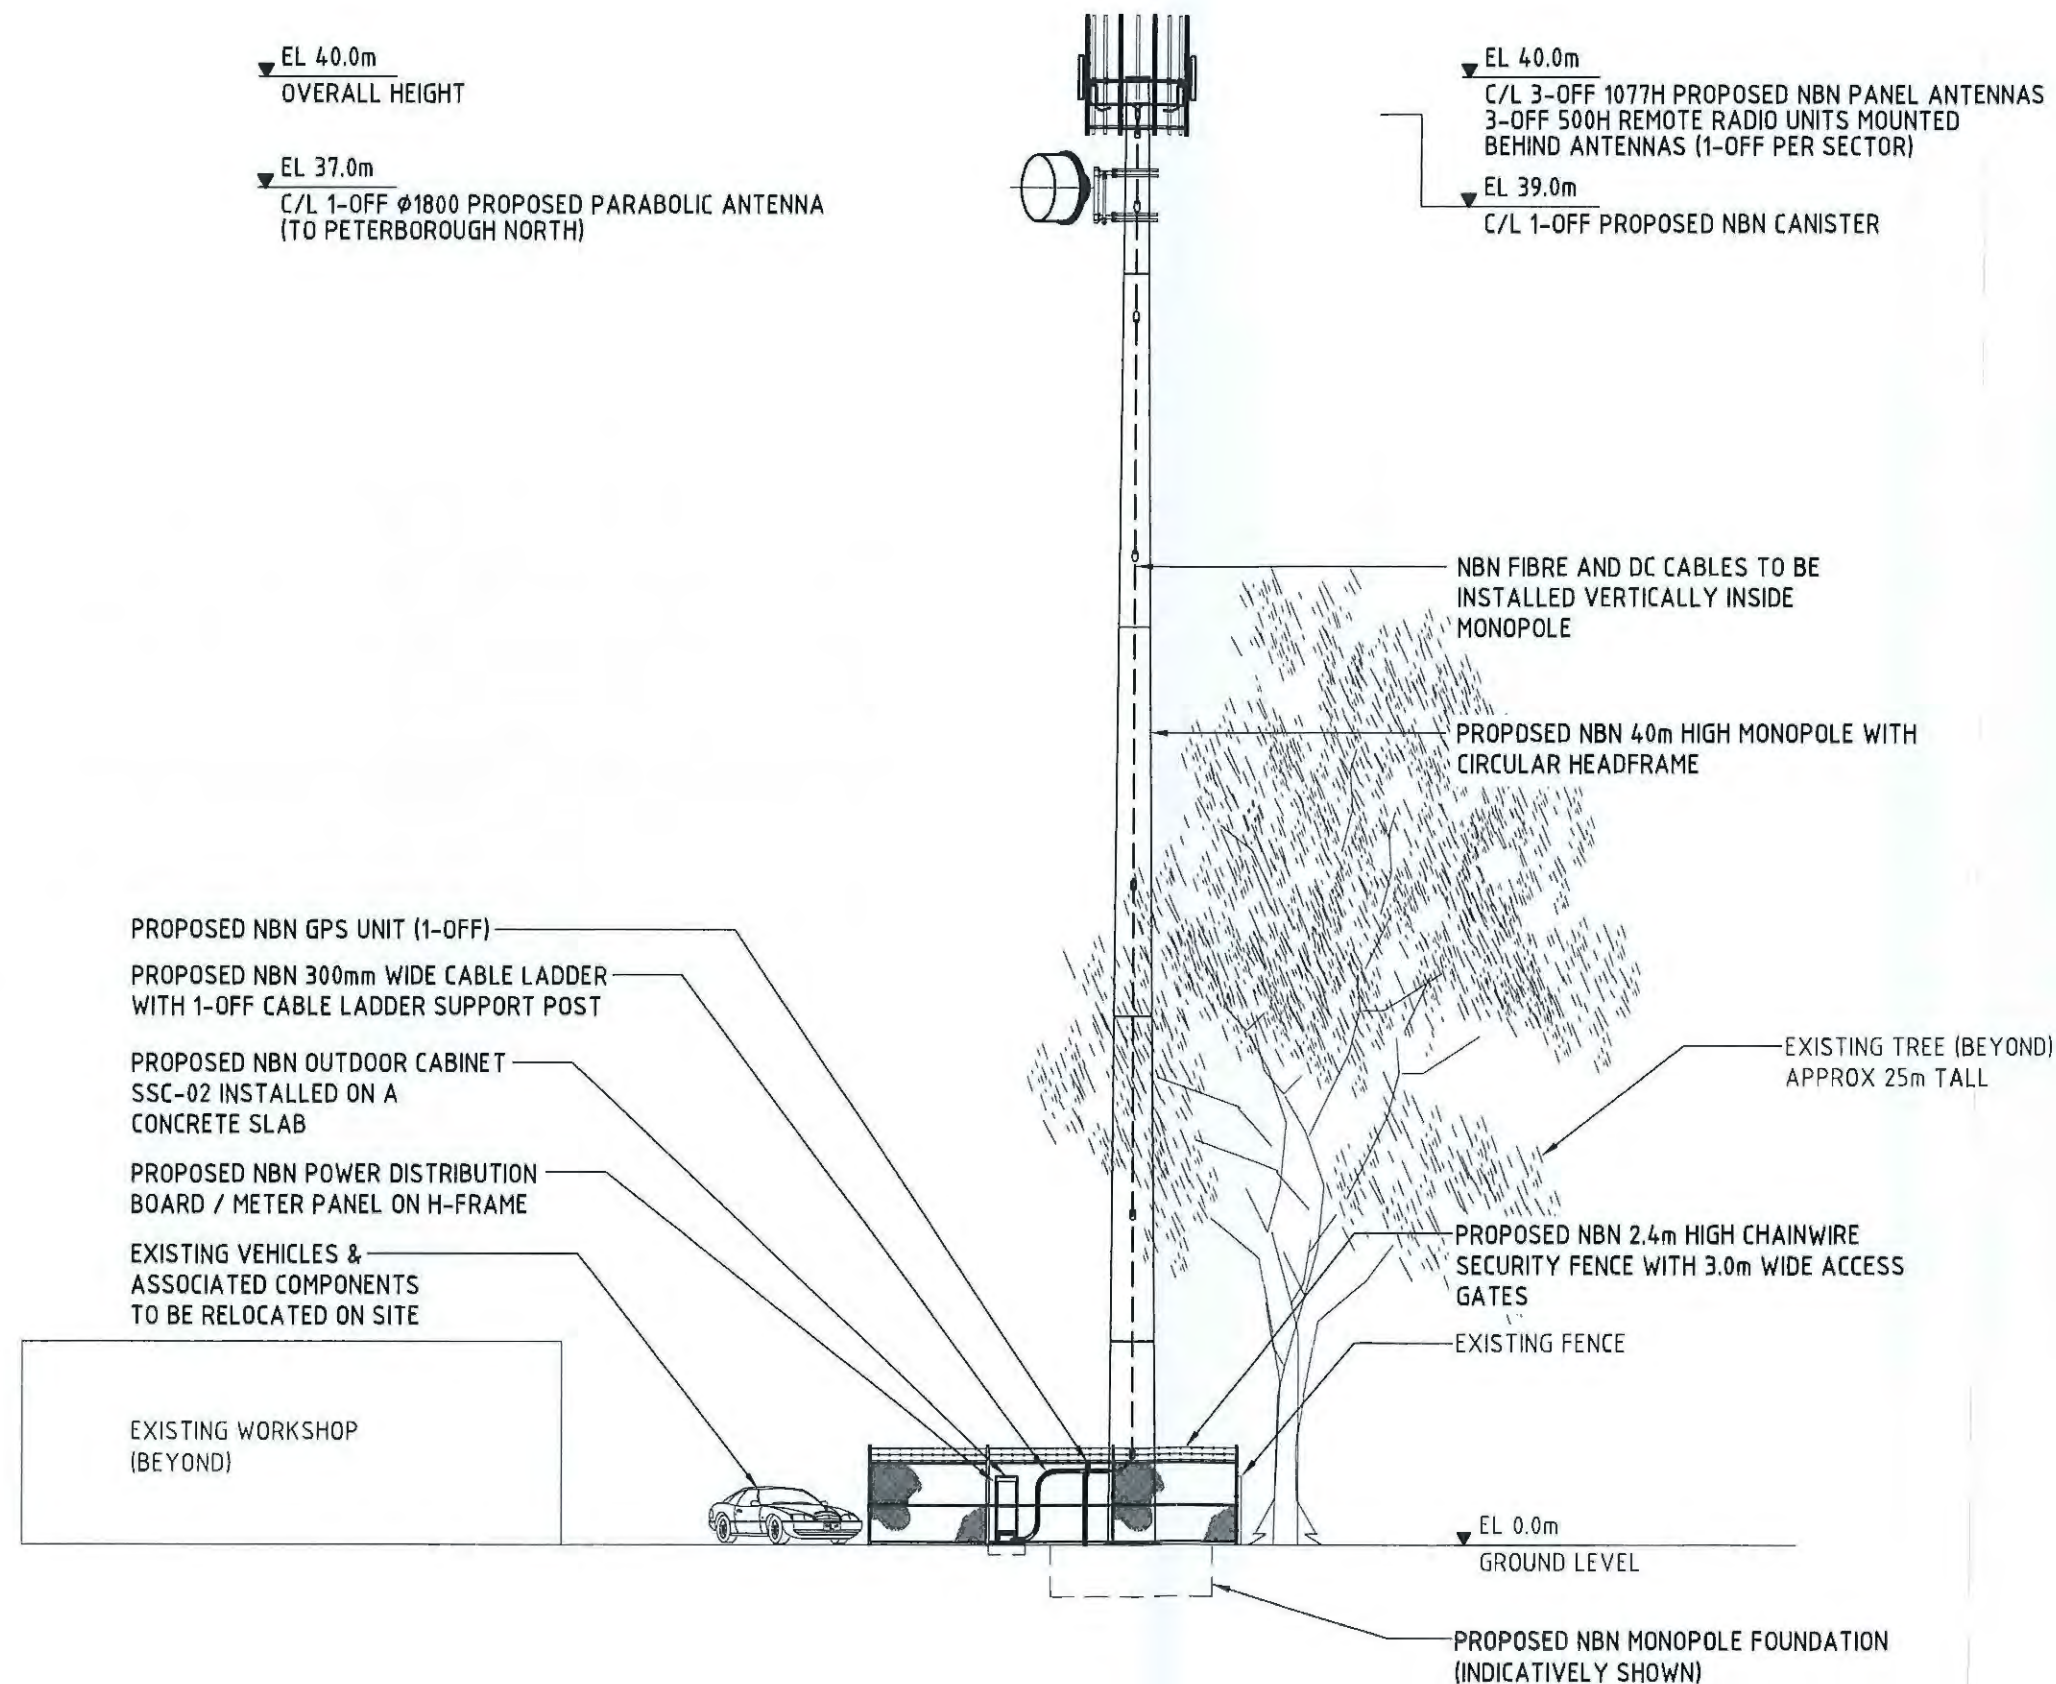 EL 40.0m
OVERALL HEIGHT
EL 37.0m
C/L 1-OFF ϕ1800 PROPOSED PARABOLIC ANTENNA
(TO PETERBOROUGH NORTH)
EL 40.0m
C/L 3-OFF 1077H PROPOSED NBN PANEL ANTENNAS
3-OFF 500H REMOTE RADIO UNITS MOUNTED
BEHIND ANTENNAS (1-OFF PER SECTOR)
EL 39.0m
C/L 1-OFF PROPOSED NBN CANISTER
NBN FIBRE AND DC CABLES TO BE
INSTALLED VERTICALLY INSIDE
MONOPOLE
PROPOSED NBN 40m HIGH MONOPOLE WITH
CIRCULAR HEADFRAME
PROPOSED NBN GPS UNIT (1-OFF)
PROPOSED NBN 300mm WIDE CABLE LADDER
WITH 1-OFF CABLE LADDER SUPPORT POST
PROPOSED NBN OUTDOOR CABINET
SSC-02 INSTALLED ON A
CONCRETE SLAB
PROPOSED NBN POWER DISTRIBUTION
BOARD / METER PANEL ON H-FRAME
EXISTING VEHICLES &
ASSOCIATED COMPONENTS
TO BE RELOCATED ON SITE
EXISTING WORKSHOP
(BEYOND)
EXISTING TREE (BEYOND)
APPROX 25m TALL
PROPOSED NBN 2.4m HIGH CHAINWIRE
SECURITY FENCE WITH 3.0m WIDE ACCESS
GATES
EXISTING FENCE
EL 0.0m
GROUND LEVEL
PROPOSED NBN MONOPOLE FOUNDATION
(INDICATIVELY SHOWN)